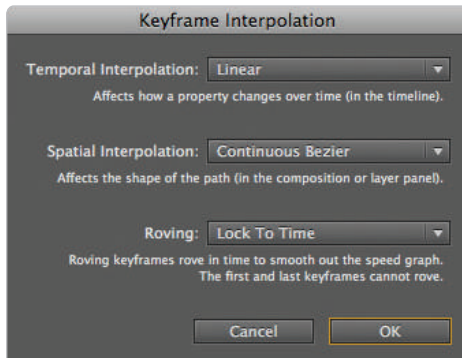 Keyframe Interpolation
Temporal Interpolation: Linear
Affects how a property changes over time (in the timeline).
Spatial Interpolation: Continuous Bezier
Affects the shape of the path (in the composition or layer panel).
Roving: Lock To Time
Roving keyframes rove in time to smooth out the speed graph.
The first and last keyframes cannot rove.
Cancel OK